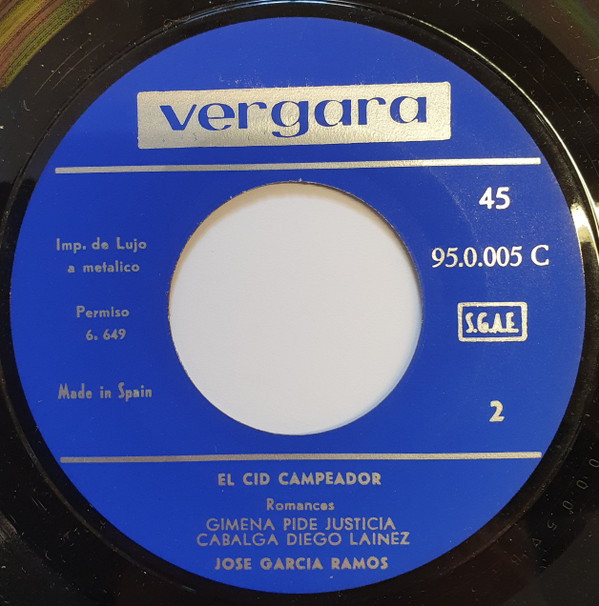 vergara
45
Imp. de Lujo
a metalico
95.0.005 C
Permiso
6. 649
S.G.A.E.
Made in Spain
2
EL CID CAMPEADOR
Romances
GIMENA PIDE JUSTICIA
CABALGA DIEGO LAINEZ
JOSE GARCIA RAMOS